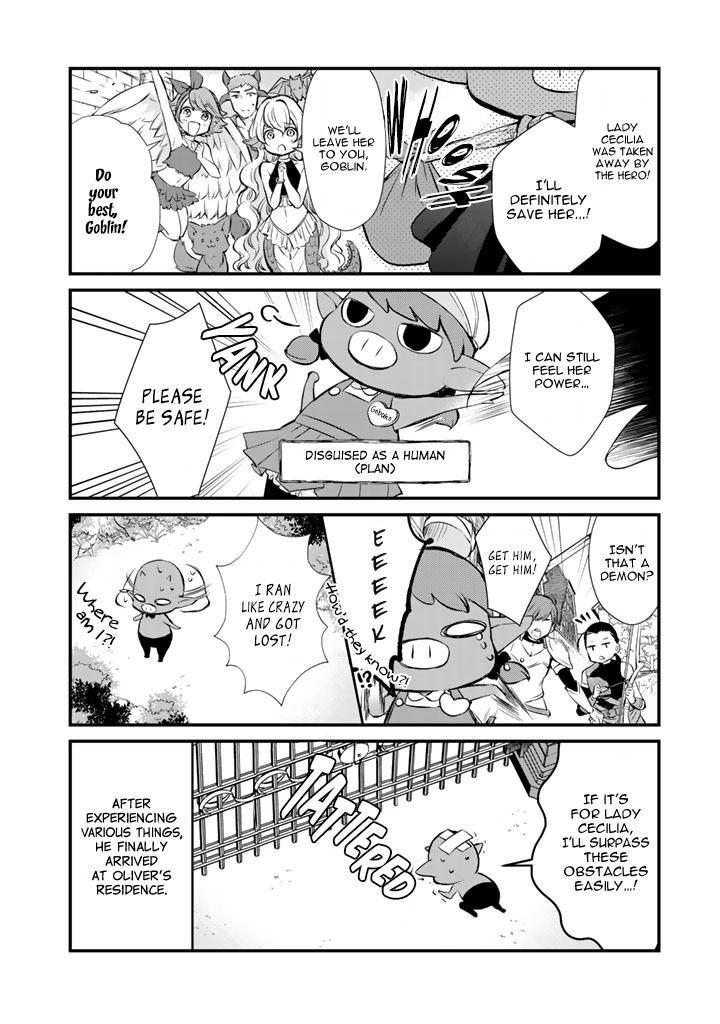 LADY
CECILIA
WAS TAKEN
AWAY BY
THE HERO!
I'LL
DEFINITELY
SAVE HER...!
WHOOSH
WE'LL
LEAVE HER
TO YOU,
GOBLIN.
Do
your
best,
Goblin!
I CAN STILL
FEEL HER
POWER...
Gobuko
YANK
PLEASE
BE SAFE!
DISGUISED AS A HUMAN
(PLAN)
ISN'T
THAT A
DEMON?
GET HIM,
GET HIM!
EEEEEK
How'd they know?!
!?
I RAN
LIKE CRAZY
AND GOT
LOST!
Where
am I?!
IF IT'S
FOR LADY
CECILIA,
I'LL SURPASS
THESE
OBSTACLES
EASILY...!
TATTERED
AFTER
EXPERIENCING
VARIOUS THINGS,
HE FINALLY
ARRIVED
AT OLIVER'S
RESIDENCE.